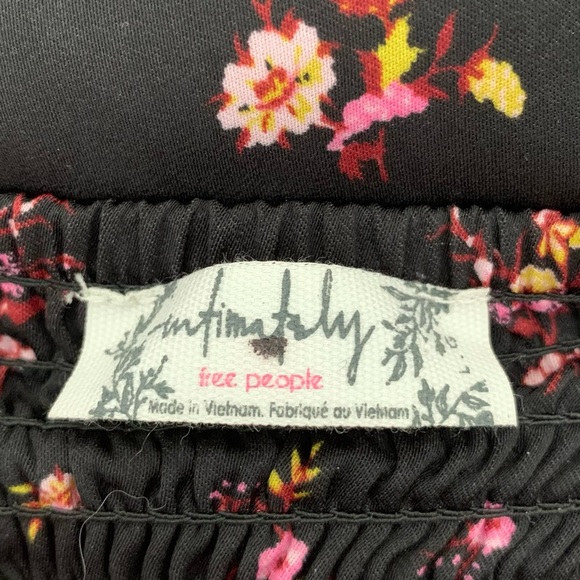 intimately
free people
Made in Vietnam. Fabriqué au Vietnam